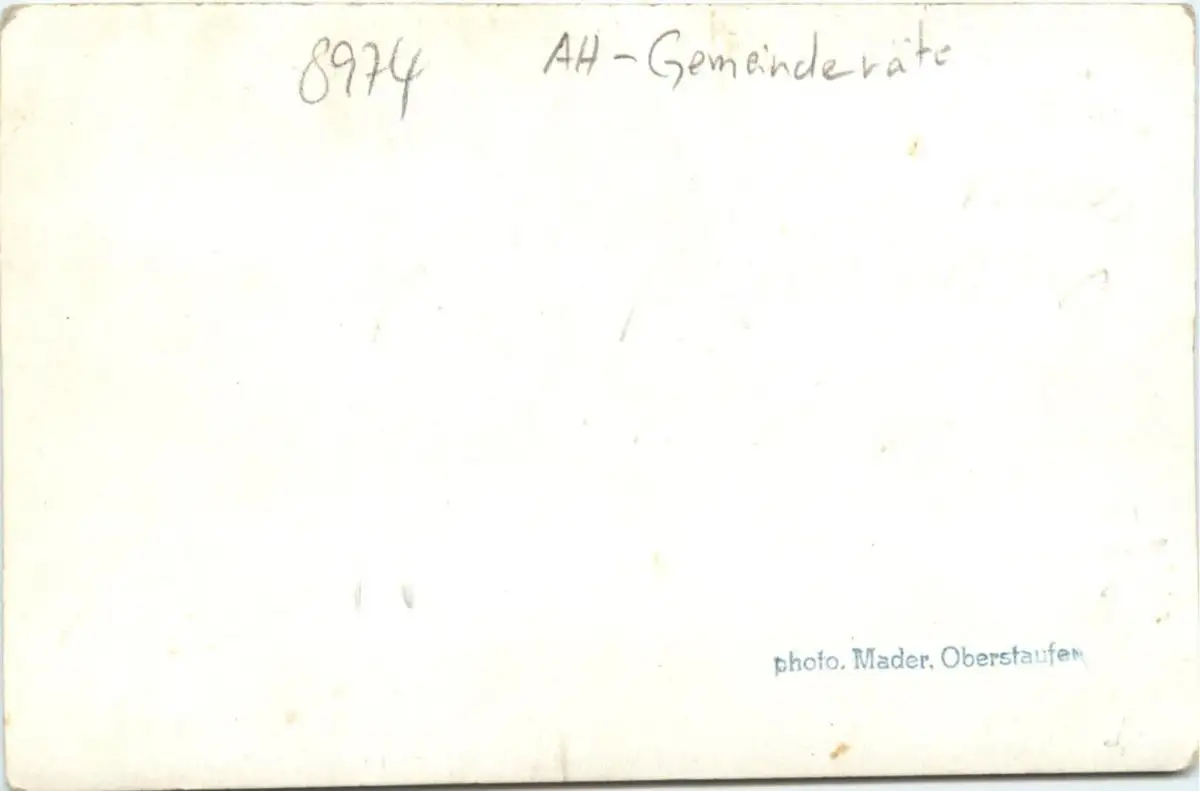 8974 AH - Gemeinderäte
photo. Mader, Oberstaufen